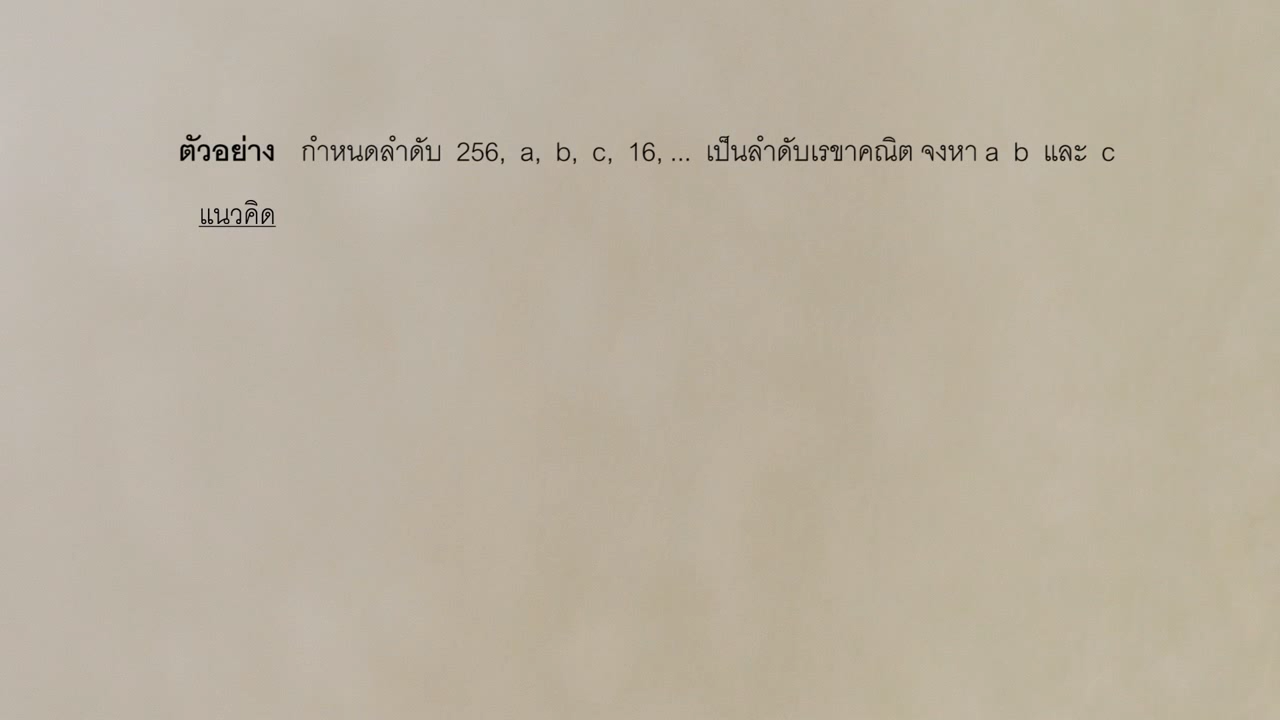 ตัวอย่าง กำหนดลำดับ 256, a, b, c, 16, ... เป็นลำดับเรขาคณิต จงหา a b และ c
แนวคิด